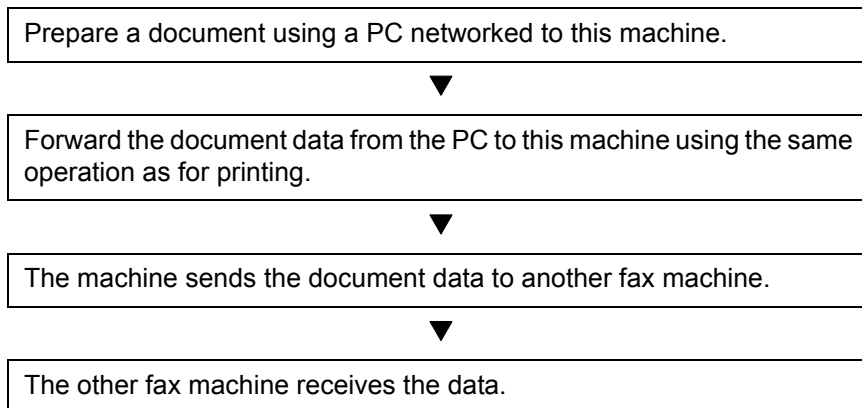 Prepare a document using a PC networked to this machine.
Forward the document data from the PC to this machine using the same
operation as for printing.
The machine sends the document data to another fax machine.
The other fax machine receives the data.